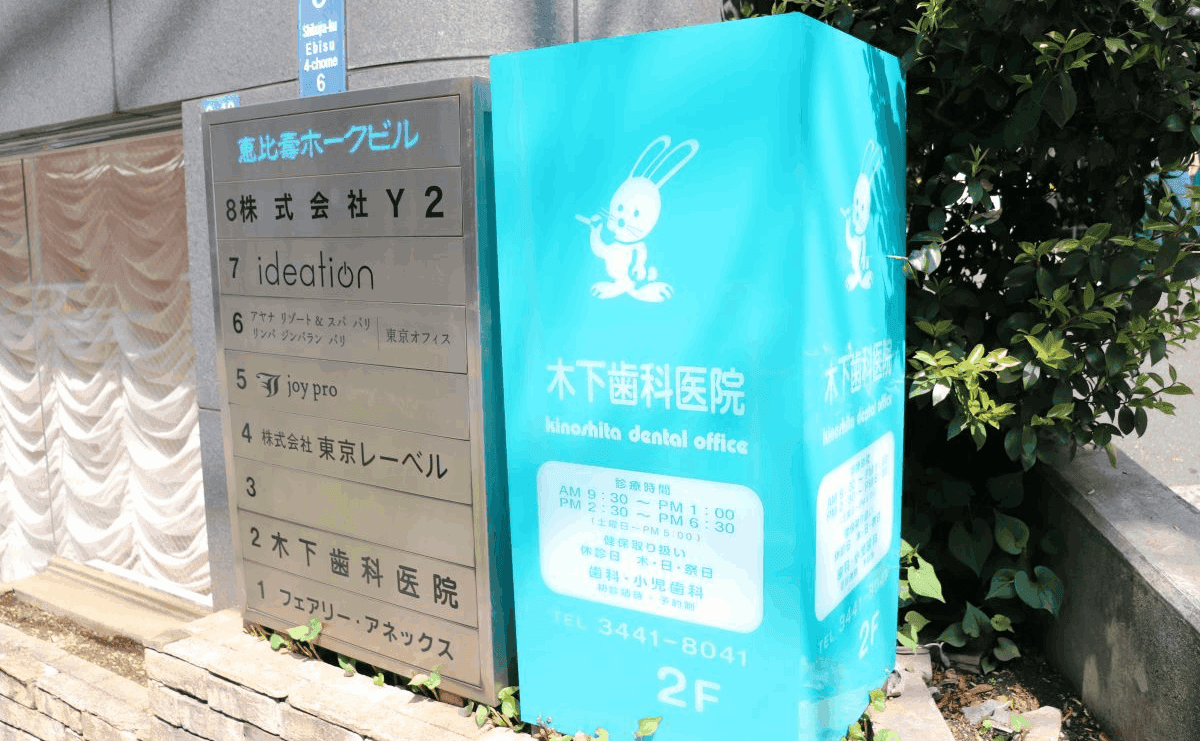 Shibuya-ku
Ebisu
4-chome
6
恵比壽ホークビル
8 株式会社 Y2
7 ideation
6 アヤナ リゾート&スパ バリ
リンバ ジンバラン バリ
東京オフィス
5 joy pro
4 株式会社 東京レーベル
3
2 木下歯科医院
1 フェアリー・アネックス
木下歯科医院
kinoshita dental office
診療時間
AM 9:30 ~ PM 1:00
PM 2:30 ~ PM 6:30
(土曜日~PM 5:00)
健保取り扱い
休診日 木・日・祭日
歯科・小児歯科
TEL 3441-8041
2F
木下歯科医院
kinoshita dental office
2F